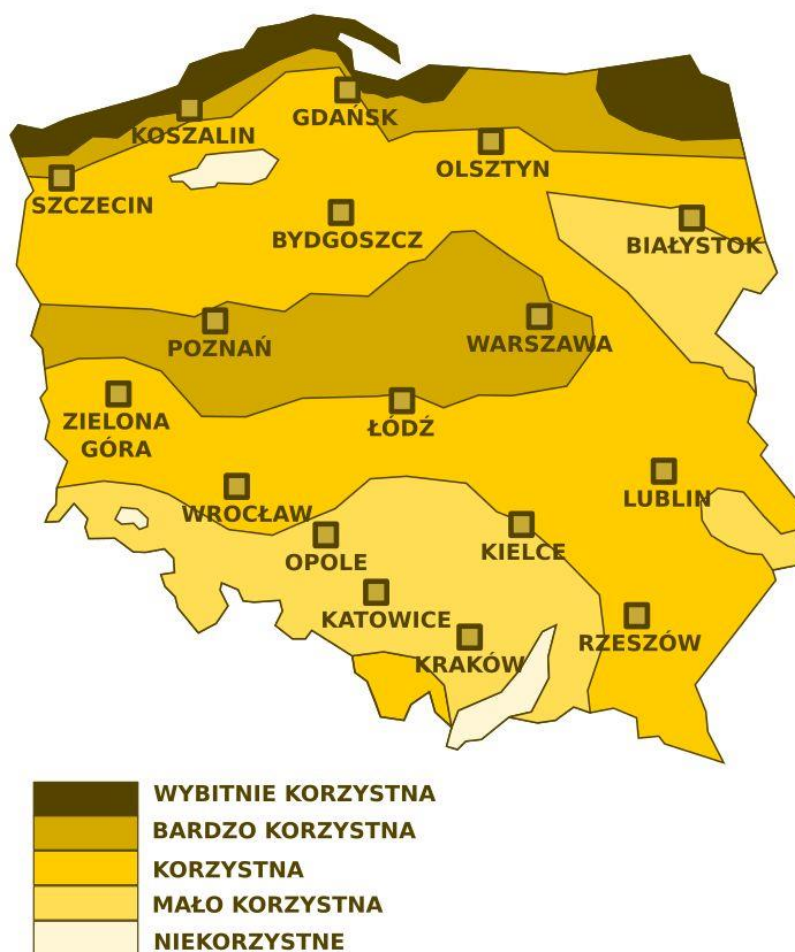 KOSZALIN
GDAŃSK
OLSZTYN
SZCZECIN
BYDGOSZCZ
BIAŁYSTOK
POZNAŃ
WARSZAWA
ZIELONA
GÓRA
ŁÓDŹ
WROCŁAW
LUBLIN
OPOLE
KIELCE
KATOWICE
KRAKÓW
RZESZÓW
WYBITNIE KORZYSTNA
BARDZO KORZYSTNA
KORZYSTNA
MAŁO KORZYSTNA
NIEKORZYSTNE